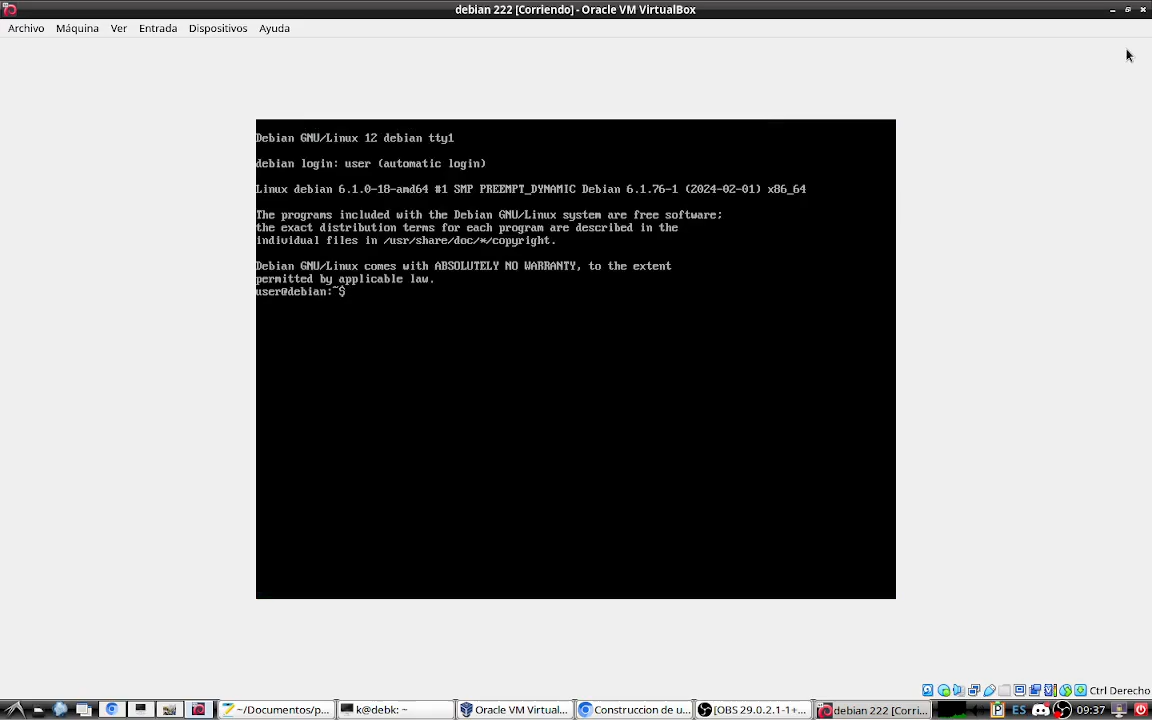 debian 222 [Corriendo] - Oracle VM VirtualBox
Archivo Máquina Ver Entrada Dispositivos Ayuda
Debian GNU/Linux 12 debian tty1
debian login: user (automatic login)
Linux debian 6.1.0-18-amd64 #1 SMP PREEMPT_DYNAMIC Debian 6.1.76-1 (2024-02-01) x86_64
The programs included with the Debian GNU/Linux system are free software;
the exact distribution terms for each program are described in the
individual files in /usr/share/doc/*/copyright.
Debian GNU/Linux comes with ABSOLUTELY NO WARRANTY, to the extent
permitted by applicable law.
user@debian:~$
Ctrl Derecho
~/Documentos/p... k@debk: ~ Oracle VM Virtual... Construccion de u... [OBS 29.0.2.1-1+... debian 222 [Corri... ES 09:37